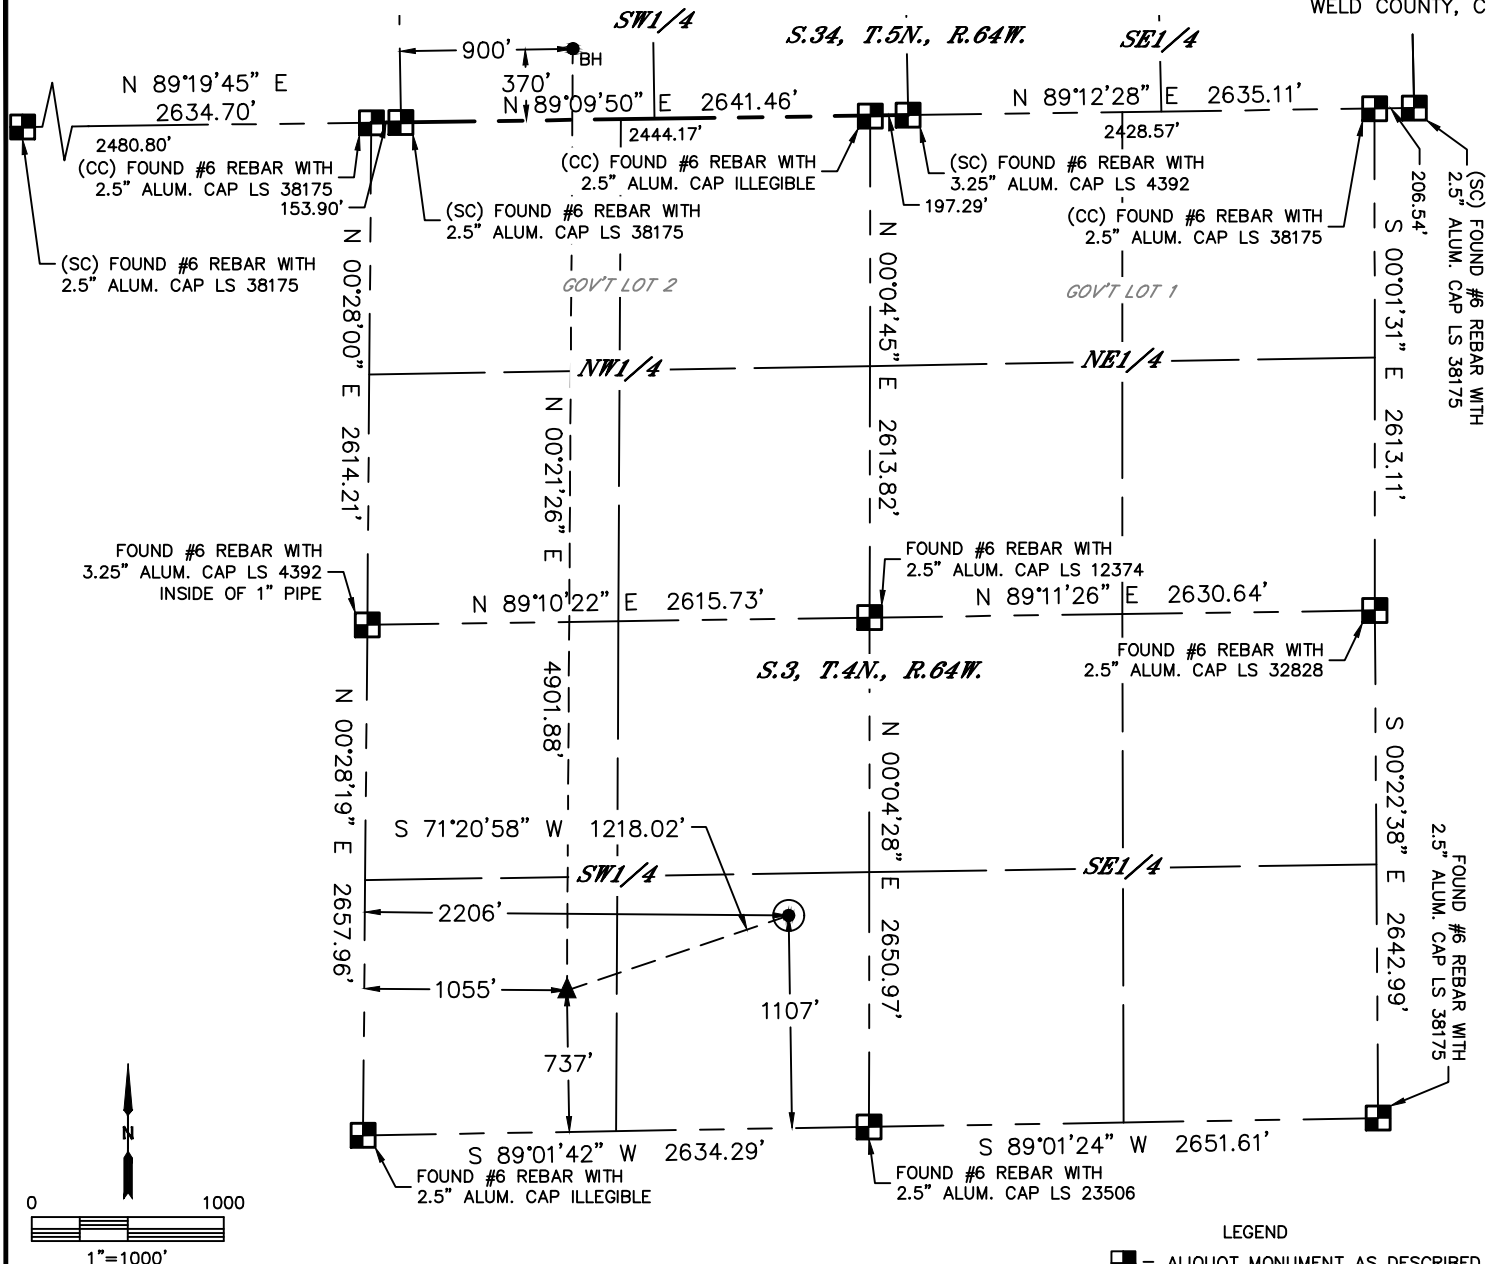 WELD COUNTY, C
SW1/4
S.34, T.5N., R.64W.
SE1/4
900'
BH
370'
N 89°19'45" E
2634.70'
2480.80'
N 89°09'50" E 2641.46'
2444.17'
N 89°12'28" E 2635.11'
2428.57'
(CC) FOUND #6 REBAR WITH
2.5" ALUM. CAP LS 38175
153.90'
(SC) FOUND #6 REBAR WITH
2.5" ALUM. CAP LS 38175
(SC) FOUND #6 REBAR WITH
2.5" ALUM. CAP LS 38175
(CC) FOUND #6 REBAR WITH
2.5" ALUM. CAP ILLEGIBLE
(SC) FOUND #6 REBAR WITH
3.25" ALUM. CAP LS 4392
197.29'
(CC) FOUND #6 REBAR WITH
2.5" ALUM. CAP LS 38175
206.54'
(SC) FOUND #6 REBAR WITH
2.5" ALUM. CAP LS 38175
GOV'T LOT 2
GOV'T LOT 1
N 00°28'00" E 2614.21'
N 00°21'26" E
4901.88'
N 00°04'45" E 2613.82'
S 00°01'31" E 2613.11'
NW1/4
NE1/4
FOUND #6 REBAR WITH
3.25" ALUM. CAP LS 4392
INSIDE OF 1" PIPE
N 89°10'22" E 2615.73'
FOUND #6 REBAR WITH
2.5" ALUM. CAP LS 12374
N 89°11'26" E 2630.64'
FOUND #6 REBAR WITH
2.5" ALUM. CAP LS 32828
S.3, T.4N., R.64W.
N 00°28'19" E 2657.96'
N 00°04'28" E 2650.97'
S 00°22'38" E 2642.99'
FOUND #6 REBAR WITH
2.5" ALUM. CAP LS 38175
S 71°20'58" W 1218.02'
SW1/4
SE1/4
2206'
1055'
1107'
737'
S 89°01'42" W 2634.29'
S 89°01'24" W 2651.61'
FOUND #6 REBAR WITH
2.5" ALUM. CAP ILLEGIBLE
FOUND #6 REBAR WITH
2.5" ALUM. CAP LS 23506
N
0 1000
1"=1000'
LEGEND
= ALIQUOT MONUMENT AS DESCRIBED